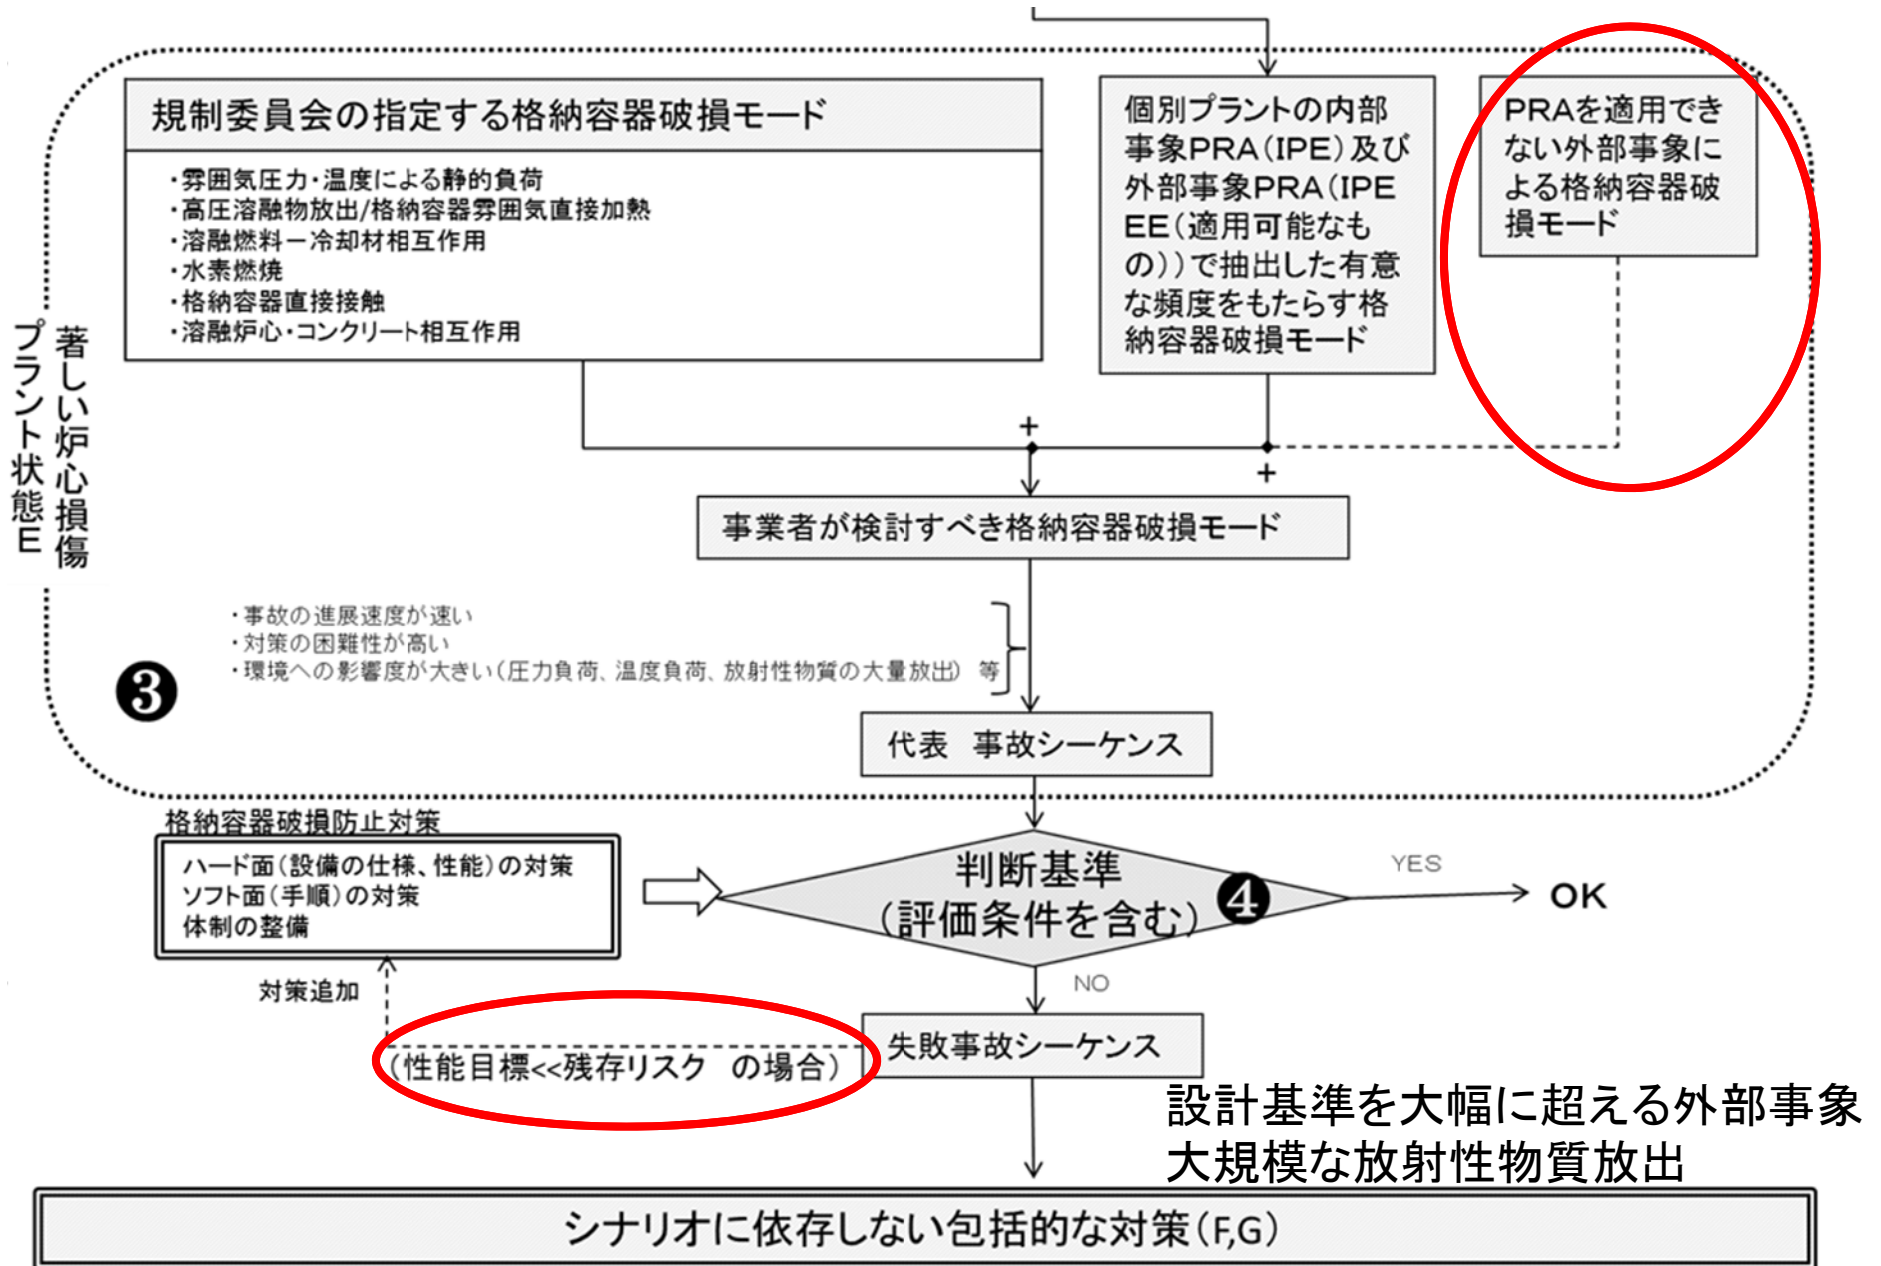 規制委員会の指定する格納容器破損モード
・雰囲気圧力・温度による静的負荷
・高圧溶融物放出/格納容器雰囲気直接加熱
・溶融燃料－冷却材相互作用
・水素燃焼
・格納容器直接接触
・溶融炉心・コンクリート相互作用
個別プラントの内部
事象PRA(IPE)及び
外部事象PRA(IPE
EE(適用可能なも
の))で抽出した有意
な頻度をもたらす格
納容器破損モード
PRAを適用でき
ない外部事象に
よる格納容器破
損モード
著しい炉心損傷
プラント状態E
+
+
事業者が検討すべき格納容器破損モード
・事故の進展速度が速い
・対策の困難性が高い
・環境への影響度が大きい(圧力負荷、温度負荷、放射性物質の大量放出) 等
❸
代表 事故シーケンス
格納容器破損防止対策
ハード面(設備の仕様、性能)の対策
ソフト面(手順)の対策
体制の整備
判断基準
(評価条件を含む)
❹
YES
OK
対策追加
NO
(性能目標<<残存リスク の場合)
失敗事故シーケンス
設計基準を大幅に超える外部事象
大規模な放射性物質放出
シナリオに依存しない包括的な対策(F,G)